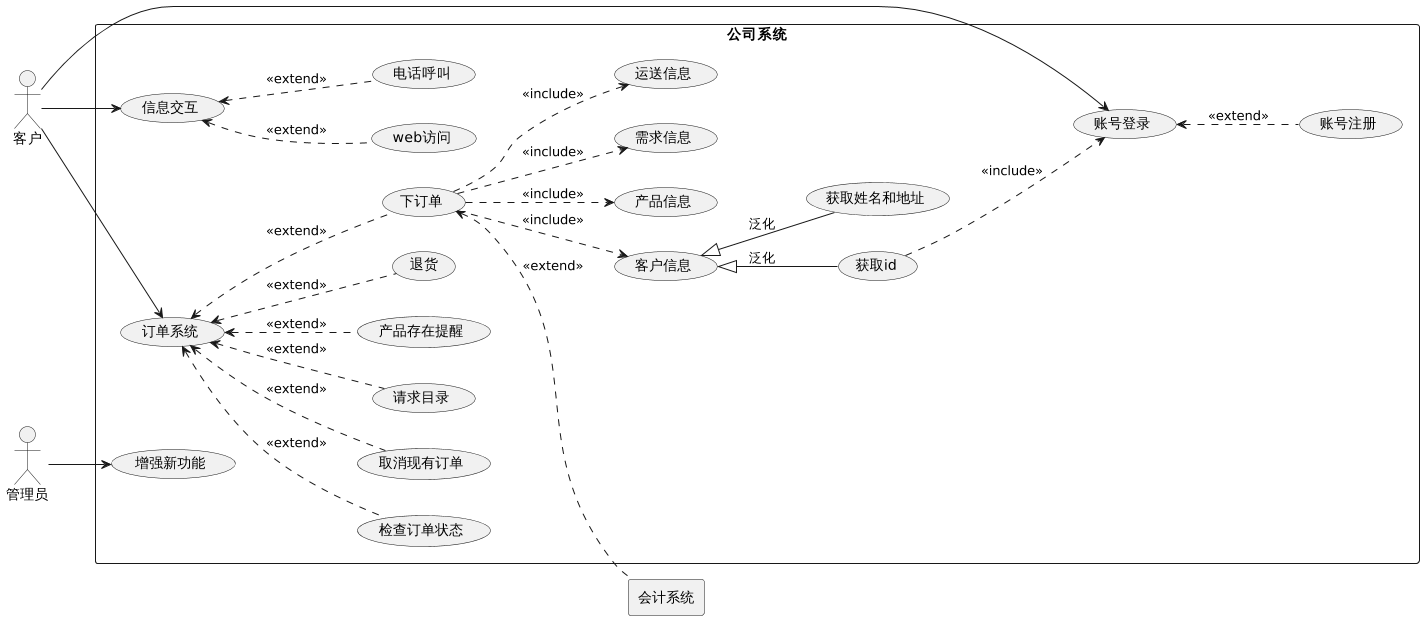 公司系统
客户
管理员
信息交互
«extend»
电话呼叫
«extend»
web访问
订单系统
«extend»
下订单
«extend»
退货
«extend»
产品存在提醒
«extend»
请求目录
«extend»
取消现有订单
«extend»
检查订单状态
增强新功能
«include»
运送信息
«include»
需求信息
«include»
产品信息
«include»
客户信息
«extend»
会计系统
泛化
获取姓名和地址
泛化
获取id
«include»
账号登录
«extend»
账号注册